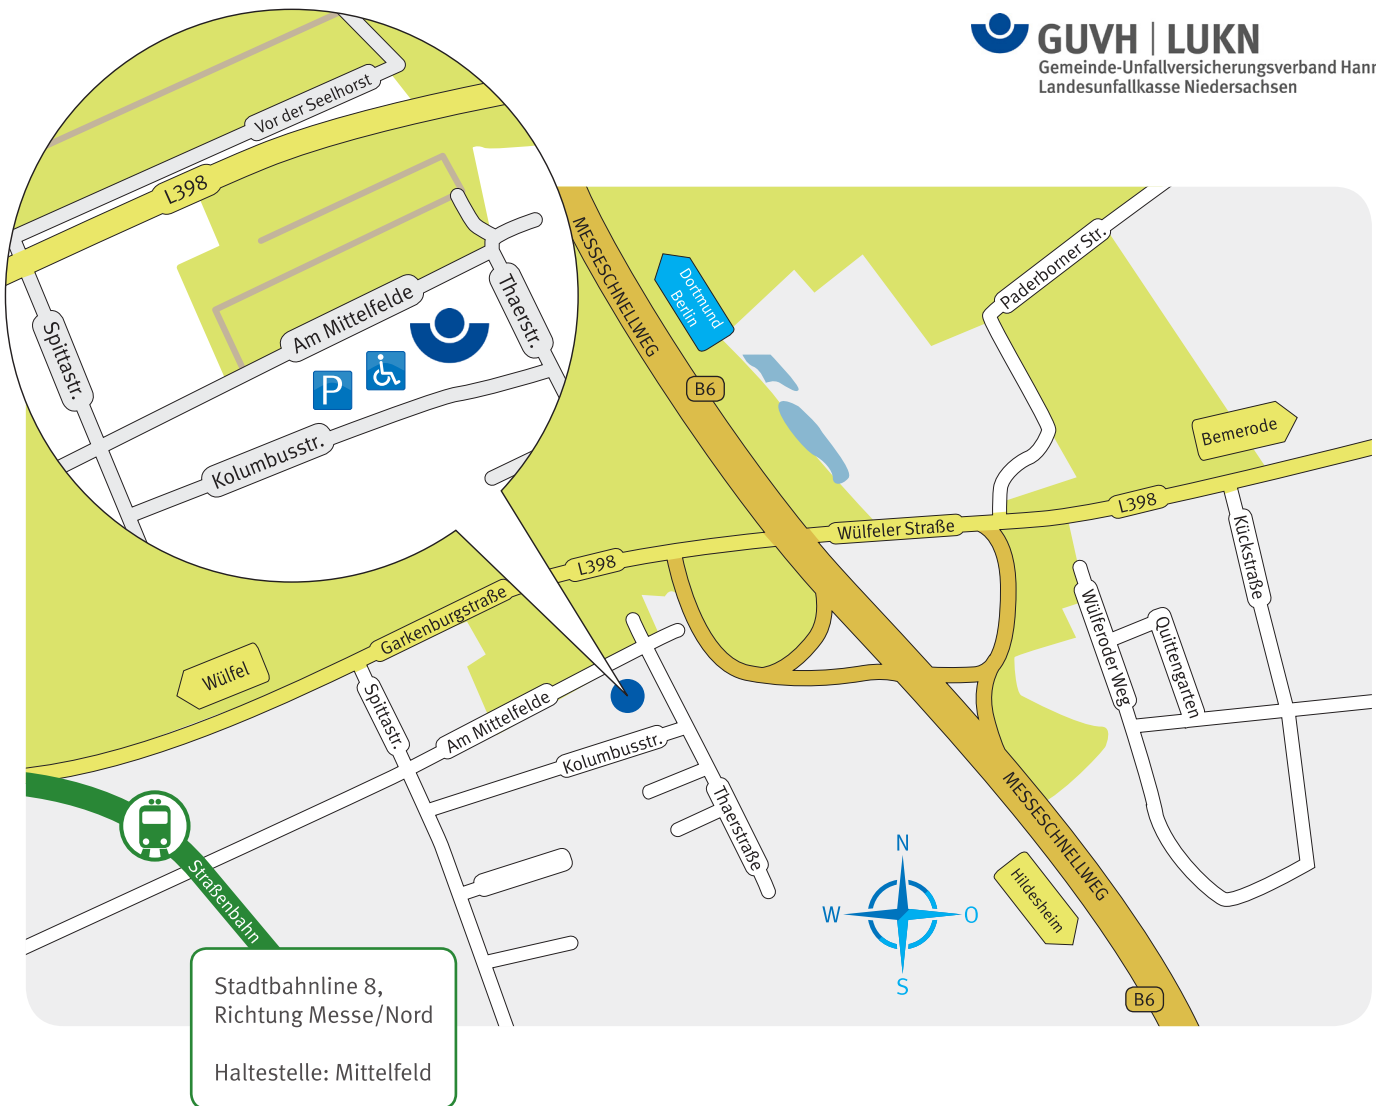 GUVH | LUKN
Gemeinde-Unfallversicherungsverband
Landesunfallkasse Niedersachsen
Vor der Seelhorst
L398
Am Mittelfelde
Thaerstr.
Spittastr.
P
Kolumbusstr.
MESSESCHNELLWEG
Dortmund
Berlin
B6
Paderborner Str.
Bemerode
L398
Wülfeler Straße
L398
Kückstraße
Garkenburgstraße
Wülfel
Spittastr.
Am Mittelfelde
Kolumbusstr.
Thaerstraße
Wülferoder Weg
Quittengarten
MESSESCHNELLWEG
Hildesheim
B6
N
W
O
S
Straßenbahn
Stadtbahnline 8,
Richtung Messe/Nord
Haltestelle: Mittelfeld